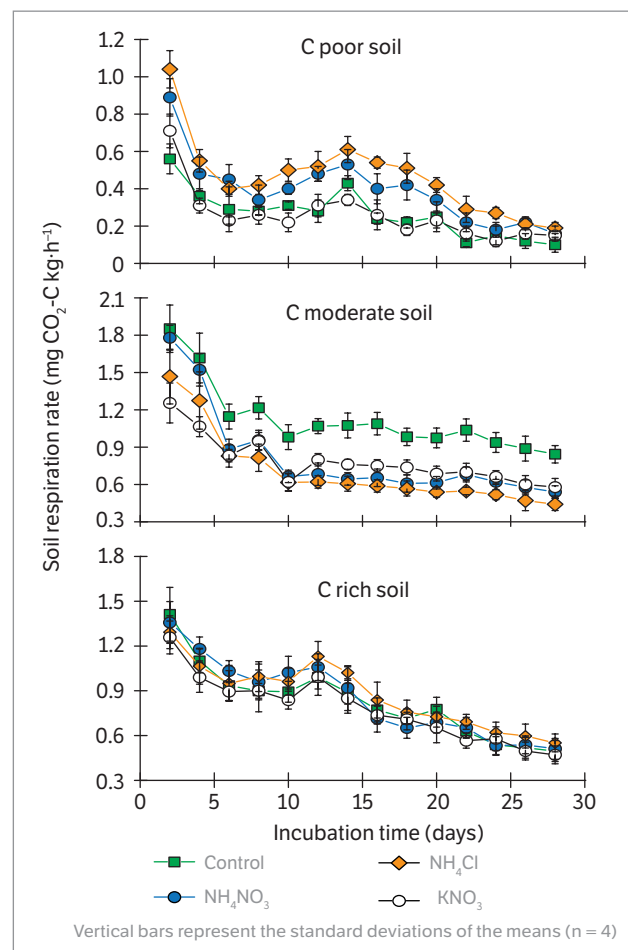 C poor soil
1.2
1.0
0.8
0.6
0.4
0.2
0
C moderate soil
2.1
1.8
1.5
1.2
0.9
0.6
0.3
C rich soil
1.8
1.5
1.2
0.9
0.6
0.3
0 5 10 15 20 25 30
Soil respiration rate (mg CO₂-C kg·h⁻¹)
Incubation time (days)
Control
NH₄Cl
NH₄NO₃
KNO₃
Vertical bars represent the standard deviations of the means (n = 4)